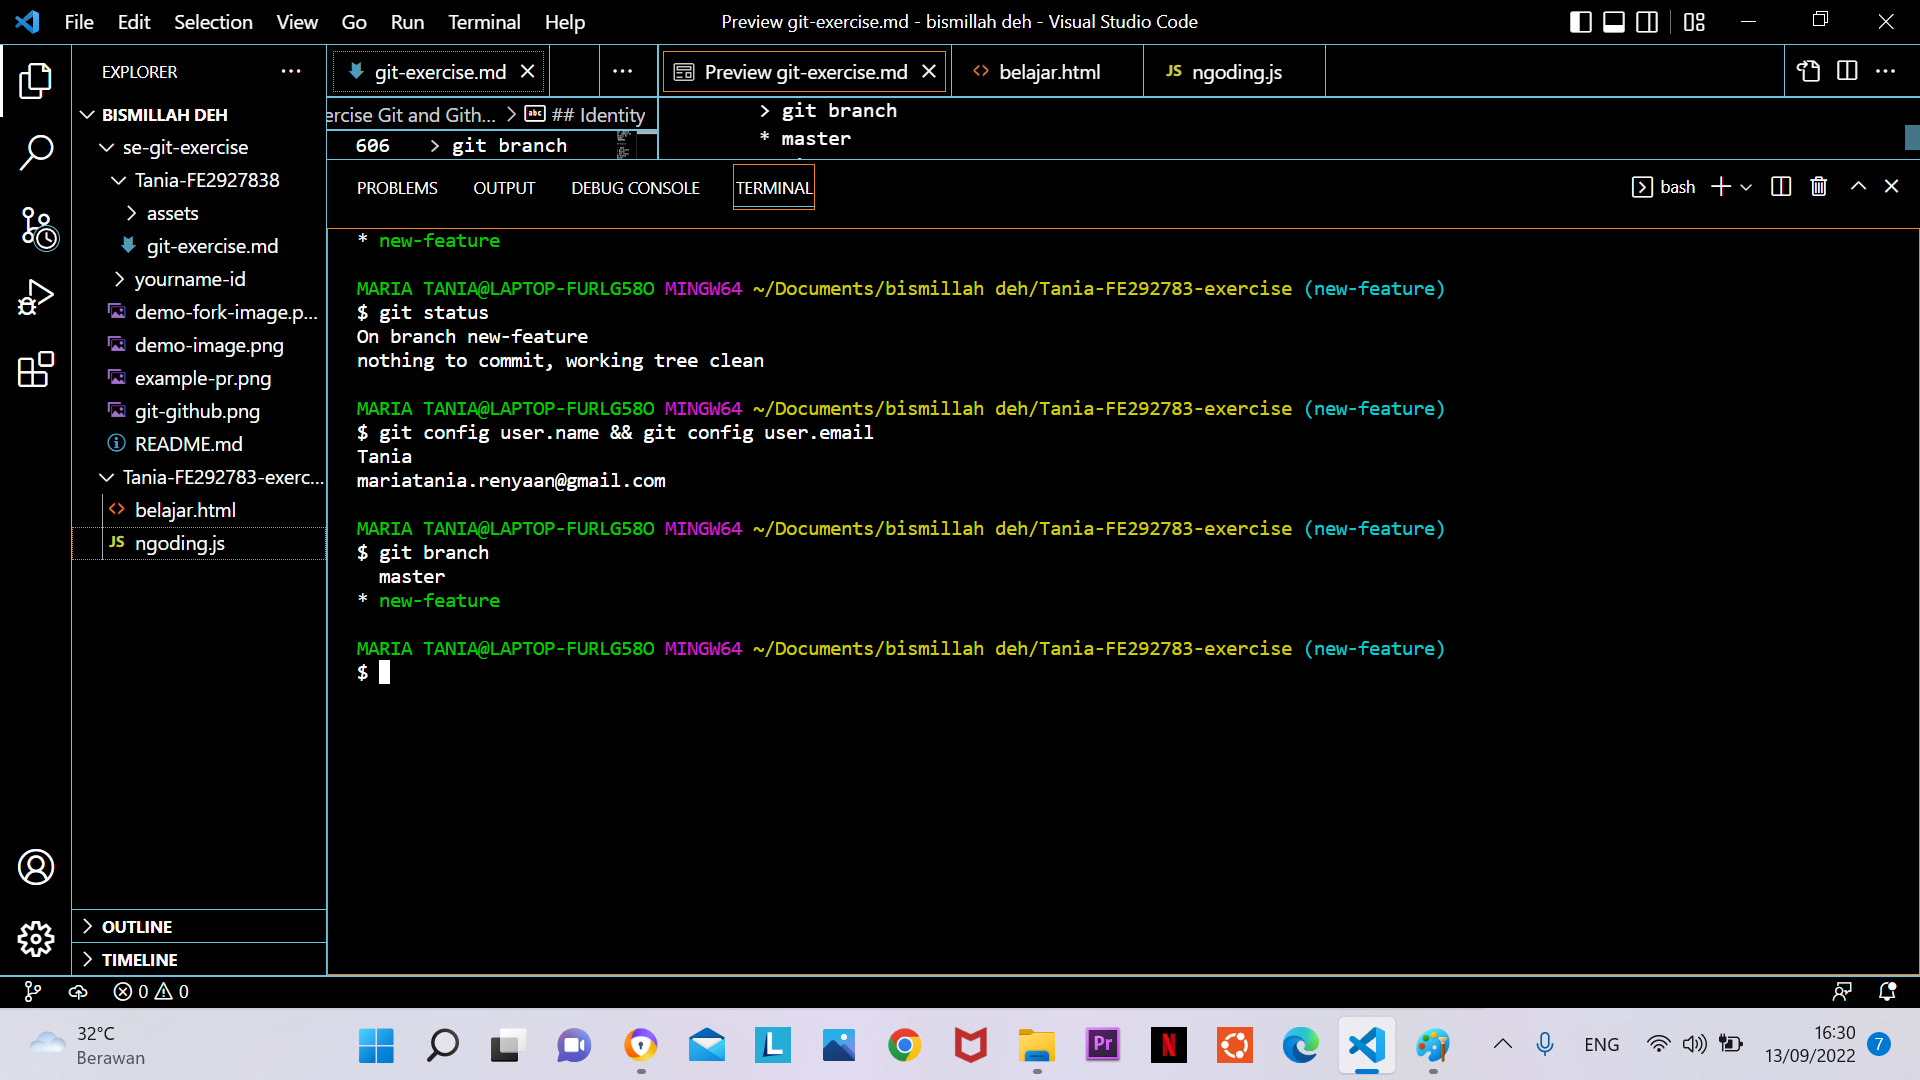 File Edit Selection View Go Run Terminal Help
Preview git-exercise.md - bismillah deh - Visual Studio Code
EXPLORER
git-exercise.md
Preview git-exercise.md
belajar.html
JS ngoding.js
BISMILLAH DEH
ercise Git and Gith... > abc ## Identity
> git branch
* master
606 > git branch
se-git-exercise
Tania-FE2927838
assets
git-exercise.md
yourname-id
demo-fork-image.p...
demo-image.png
example-pr.png
git-github.png
README.md
Tania-FE292783-exerc...
belajar.html
JS ngoding.js
OUTLINE
TIMELINE
PROBLEMS OUTPUT DEBUG CONSOLE TERMINAL
bash
* new-feature
MARIA TANIA@LAPTOP-FURLG58O MINGW64 ~/Documents/bismillah deh/Tania-FE292783-exercise (new-feature)
$ git status
On branch new-feature
nothing to commit, working tree clean
MARIA TANIA@LAPTOP-FURLG58O MINGW64 ~/Documents/bismillah deh/Tania-FE292783-exercise (new-feature)
$ git config user.name && git config user.email
Tania
mariatania.renyaan@gmail.com
MARIA TANIA@LAPTOP-FURLG58O MINGW64 ~/Documents/bismillah deh/Tania-FE292783-exercise (new-feature)
$ git branch
master
* new-feature
MARIA TANIA@LAPTOP-FURLG58O MINGW64 ~/Documents/bismillah deh/Tania-FE292783-exercise (new-feature)
$
0 0
32°C
Berawan
L
Pr
N
ENG
16:30
13/09/2022
7